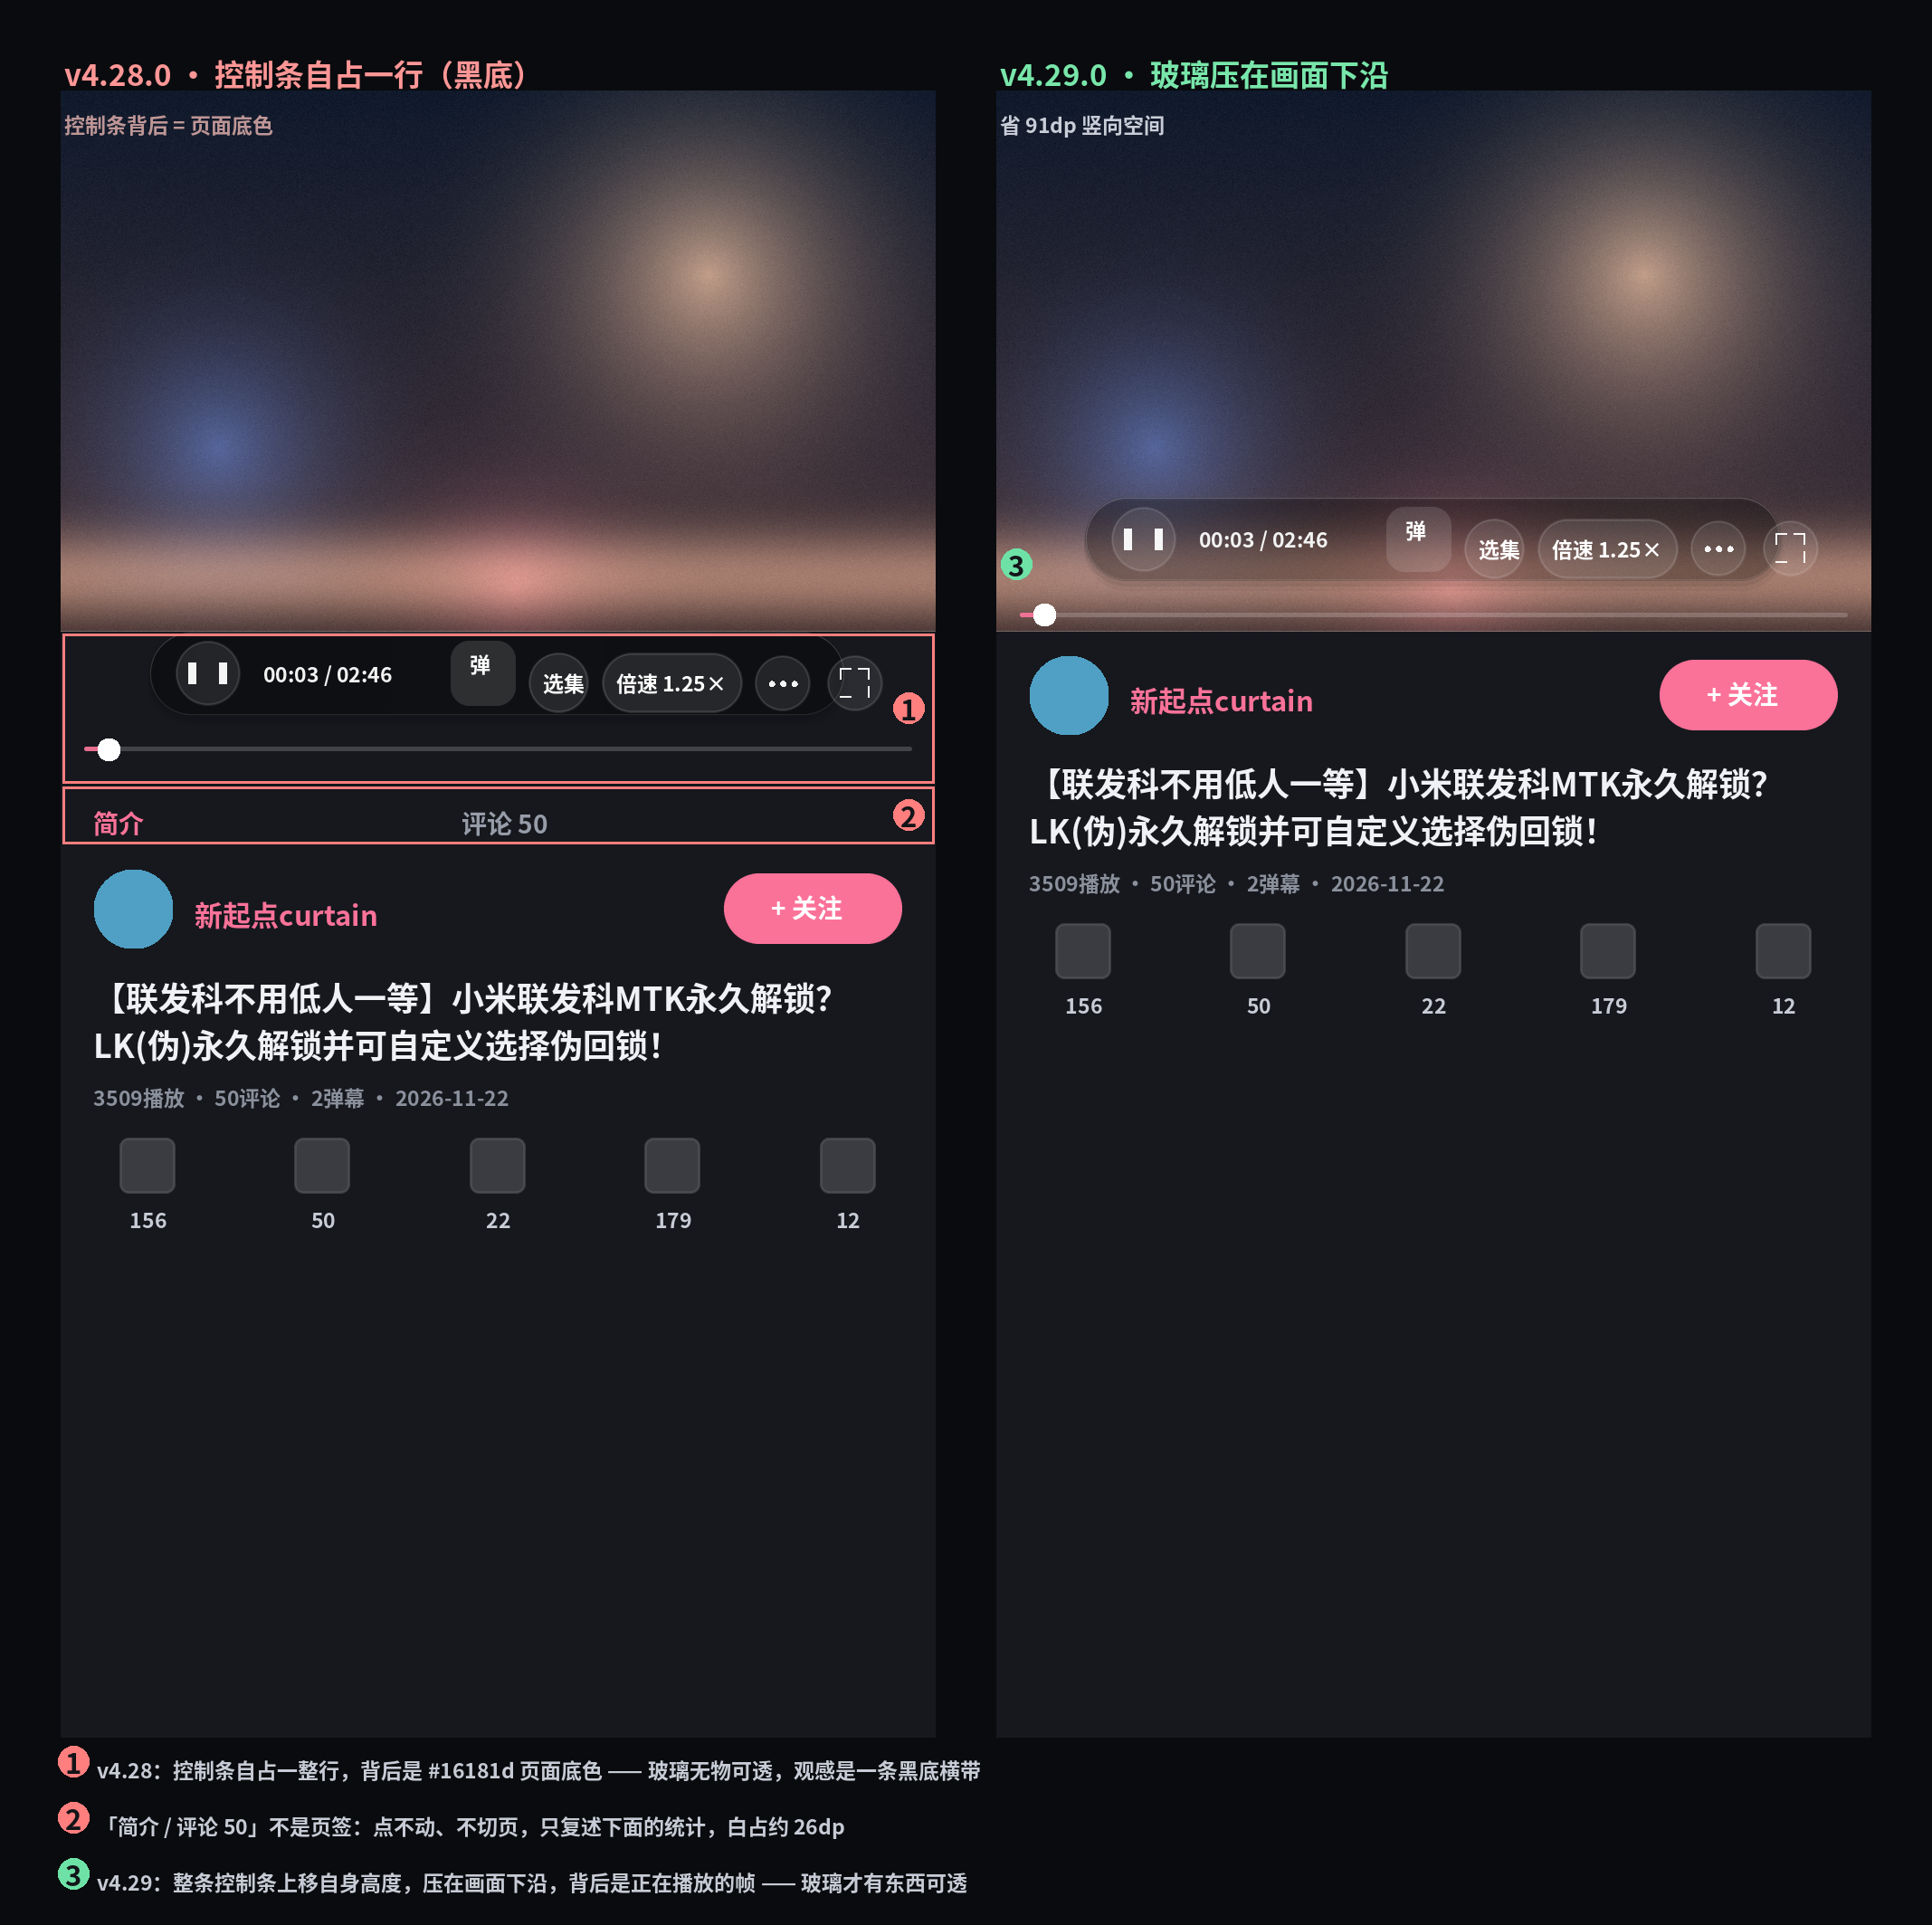 v4.28.0 · 控制条自占一行（黑底）
控制条背后 = 页面底色
00:03 / 02:46
弹
选集
倍速 1.25×
1
简介
评论 50
2
新起点curtain
+ 关注
【联发科不用低人一等】小米联发科MTK永久解锁？
LK(伪)永久解锁并可自定义选择伪回锁！
3509播放 · 50评论 · 2弹幕 · 2026-11-22
156
50
22
179
12
v4.29.0 · 玻璃压在画面下沿
省 91dp 竖向空间
00:03 / 02:46
弹
选集
倍速 1.25×
3
新起点curtain
+ 关注
【联发科不用低人一等】小米联发科MTK永久解锁？
LK(伪)永久解锁并可自定义选择伪回锁！
3509播放 · 50评论 · 2弹幕 · 2026-11-22
156
50
22
179
12
1 v4.28：控制条自占一整行，背后是 #16181d 页面底色 —— 玻璃无物可透，观感是一条黑底横带
2 「简介 / 评论 50」不是页签：点不动、不切页，只复述下面的统计，白占约 26dp
3 v4.29：整条控制条上移自身高度，压在画面下沿，背后是正在播放的帧 —— 玻璃才有东西可透